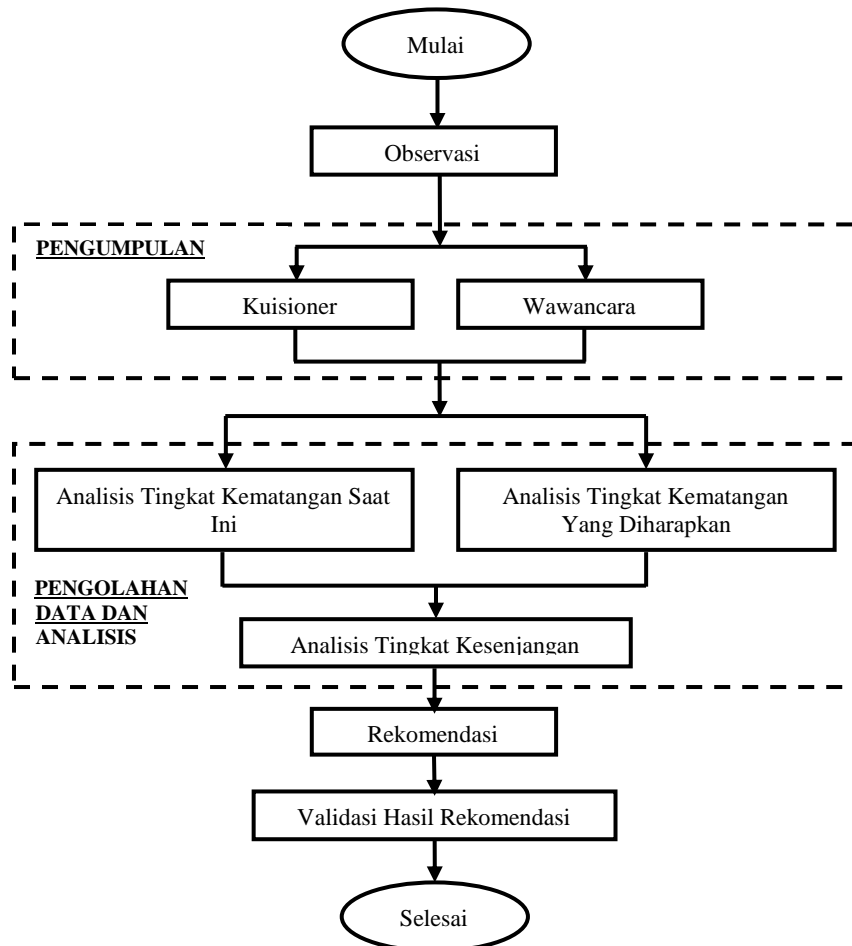 Mulai
Observasi
PENGUMPULAN
Kuisioner
Wawancara
Analisis Tingkat Kematangan Saat
Ini
Analisis Tingkat Kematangan
Yang Diharapkan
PENGOLAHAN
DATA DAN
ANALISIS
Analisis Tingkat Kesenjangan
Rekomendasi
Validasi Hasil Rekomendasi
Selesai